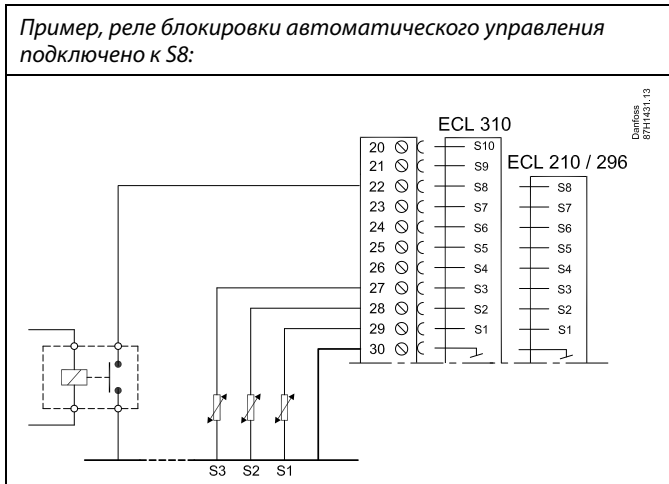 Пример, реле блокировки автоматического управления
подключено к S8:
Danfoss
87H1431.13
ECL 310
ECL 210 / 296
20 S10
21 S9
22 S8 S8
23 S7 S7
24 S6 S6
25 S5 S5
26 S4 S4
27 S3 S3
28 S2 S2
29 S1 S1
30
S3 S2 S1